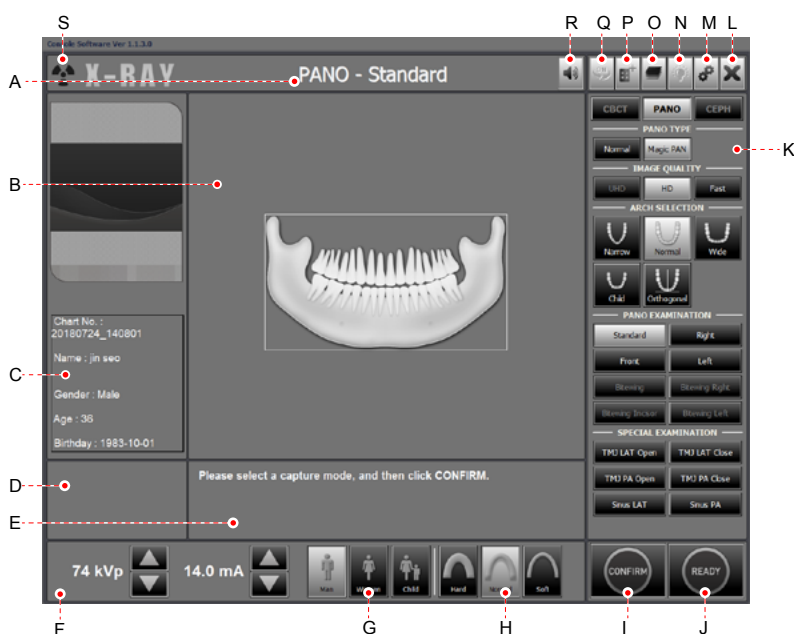 S
R Q P O N M L
Console Software Ver 1.1.3.0
X-RAY
PANO - Standard
A
CBCT PANO CEPH
PANO TYPE
K
Normal Magic PAN
IMAGE QUALITY
B
UHD HD Fast
ARCH SELECTION
Narrow Normal Wide
Child Orthogonal
PANO EXAMINATION
Chart No. :
20180724_140801
Standard Right
Name : jin seo
Front Left
C
Bitewing Bitewing Right
Gender : Male
Age : 36
Bitewing Incisor Bitewing Left
SPECIAL EXAMINATION
Birthday : 1983-10-01
TMJ LAT Open TMJ LAT Close
Please select a capture mode, and then click CONFIRM.
TMJ PA Open TMJ PA Close
D
Sinus LAT Sinus PA
E
74 kVp 14.0 mA
CONFIRM READY
Man Woman Child Hard Normal Soft
F G H I J